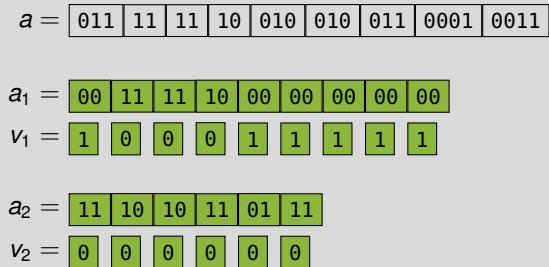 a = 011 11 11 10 010 010 011 0001 0011
a₁ = 00 11 11 10 00 00 00 00 00
v₁ = 1 0 0 0 1 1 1 1 1
a₂ = 11 10 10 11 01 11
v₂ = 0 0 0 0 0 0